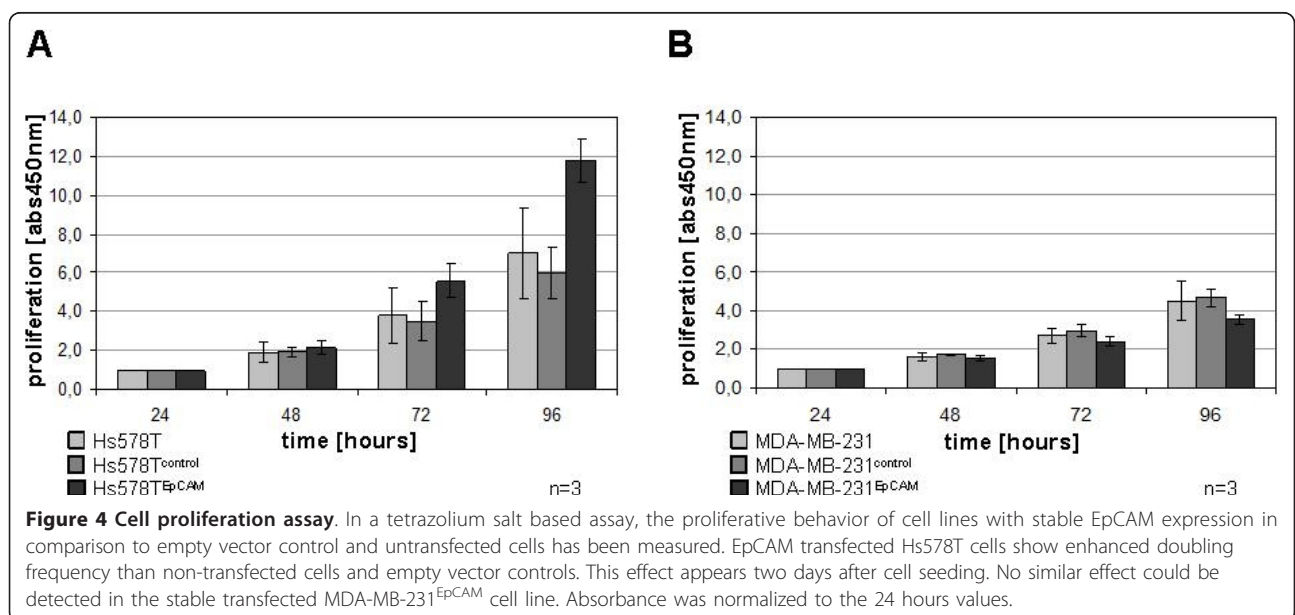 A
proliferation [abs450nm]
14,0
12,0
10,0
8,0
6,0
4,0
2,0
0,0
24 48 72 96
time [hours]
Hs578T
Hs578Tcontrol
Hs578TEpCAM
n=3
B
proliferation [abs450nm]
14,0
12,0
10,0
8,0
6,0
4,0
2,0
0,0
24 48 72 96
time [hours]
MDA-MB-231
MDA-MB-231control
MDA-MB-231EpCAM
n=3
Figure 4 Cell proliferation assay. In a tetrazolium salt based assay, the proliferative behavior of cell lines with stable EpCAM expression in
comparison to empty vector control and untransfected cells has been measured. EpCAM transfected Hs578T cells show enhanced doubling
frequency than non-transfected cells and empty vector controls. This effect appears two days after cell seeding. No similar effect could be
detected in the stable transfected MDA-MB-231EpCAM cell line. Absorbance was normalized to the 24 hours values.